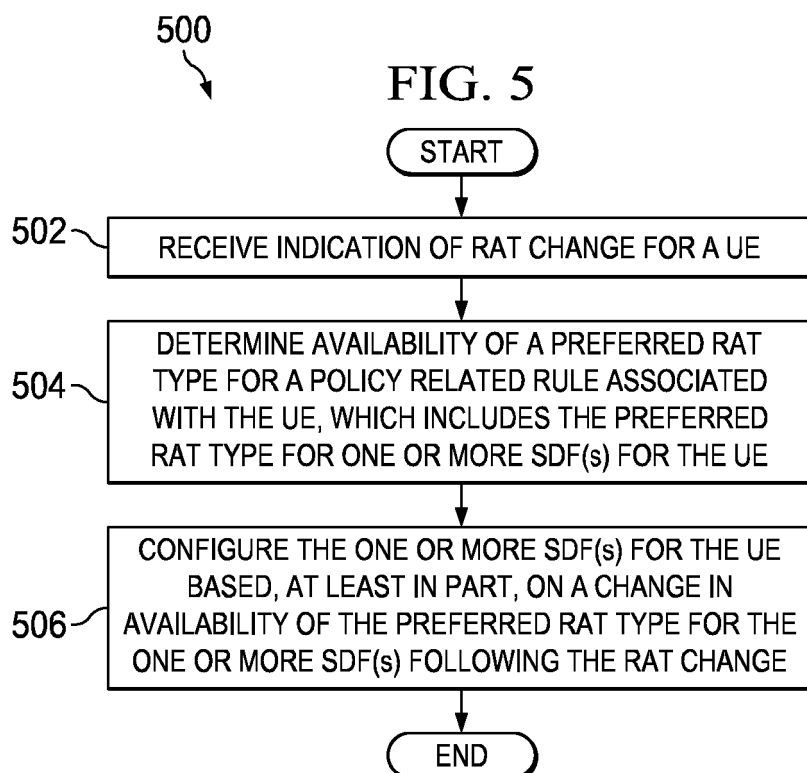 500
FIG. 5
START
502
RECEIVE INDICATION OF RAT CHANGE FOR A UE
504
DETERMINE AVAILABILITY OF A PREFERRED RAT
TYPE FOR A POLICY RELATED RULE ASSOCIATED
WITH THE UE, WHICH INCLUDES THE PREFERRED
RAT TYPE FOR ONE OR MORE SDF(s) FOR THE UE
506
CONFIGURE THE ONE OR MORE SDF(s) FOR THE UE
BASED, AT LEAST IN PART, ON A CHANGE IN
AVAILABILITY OF THE PREFERRED RAT TYPE FOR THE
ONE OR MORE SDF(s) FOLLOWING THE RAT CHANGE
END